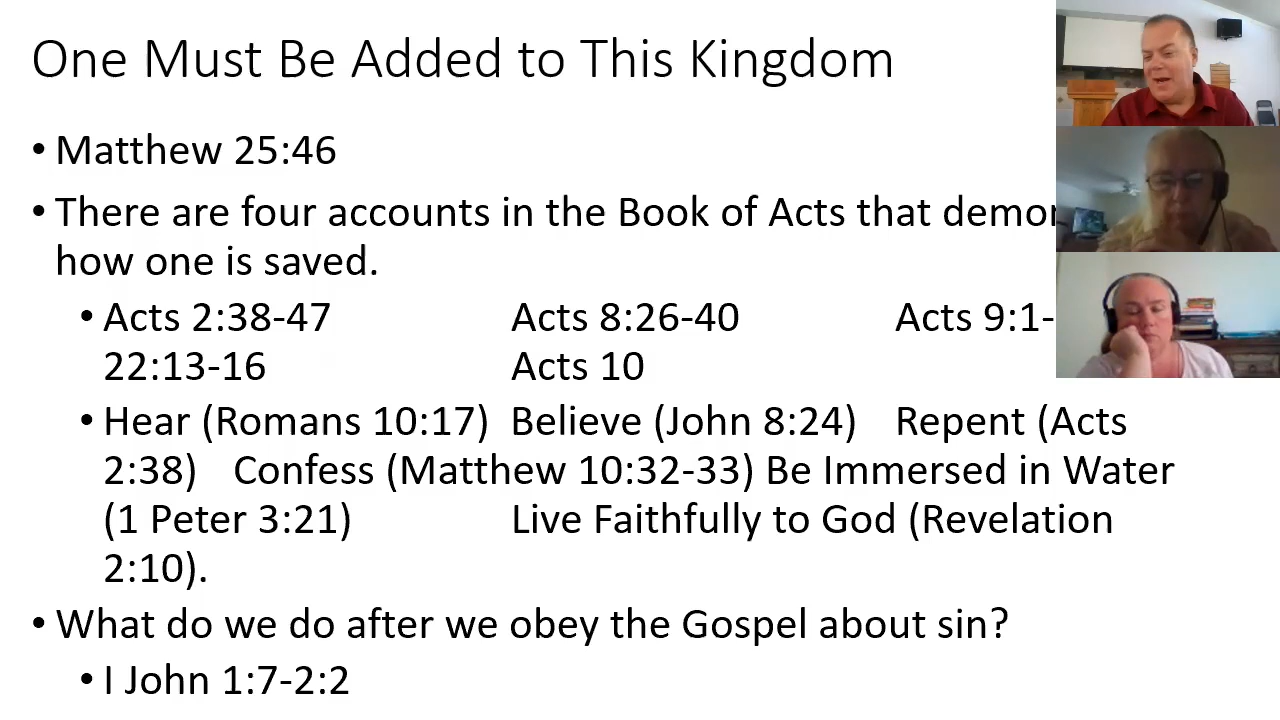 One Must Be Added to This Kingdom
• Matthew 25:46
• There are four accounts in the Book of Acts that
how one is saved.
• Acts 2:38-47 Acts 8:26-40 Acts 9:1-
22:13-16 Acts 10
• Hear (Romans 10:17) Believe (John 8:24) Repent (Acts
2:38) Confess (Matthew 10:32-33) Be Immersed in Water
(1 Peter 3:21) Live Faithfully to God (Revelation
2:10).
• What do we do after we obey the Gospel about sin?
• I John 1:7-2:2